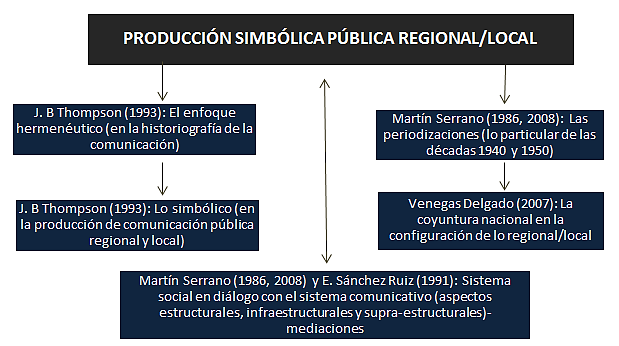 PRODUCCIÓN SIMBÓLICA PÚBLICA REGIONAL/LOCAL
J. B Thompson (1993): El enfoque
hermenéutico (en la historiografía de la
comunicación)
J. B Thompson (1993): Lo simbólico (en
la producción de comunicación pública
regional y local)
Martín Serrano (1986, 2008): Las
periodizaciones (lo particular de las
décadas 1940 y 1950)
Venegas Delgado (2007): La
coyuntura nacional en la
configuración de lo regional/local
Martín Serrano (1986, 2008) y E. Sánchez Ruiz (1991): Sistema
social en diálogo con el sistema comunicativo (aspectos
estructurales, infraestructurales y supra-estructurales)-
mediaciones